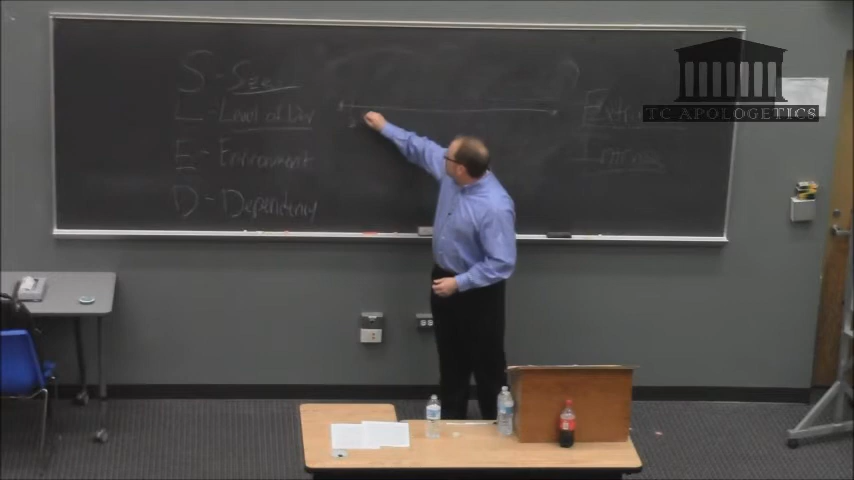 S - Size
L - Level of Dev
E - Environment
D - Dependency
TC APOLOGETICS